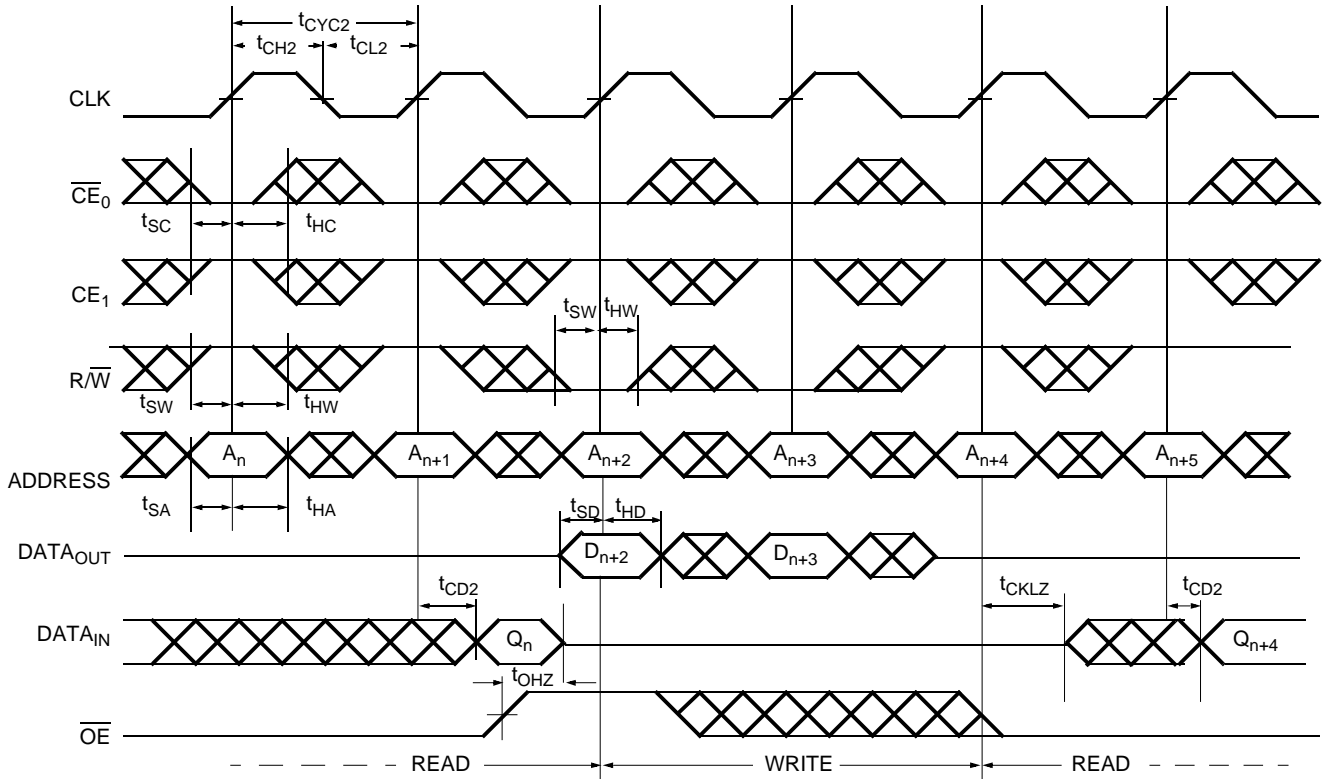 tCYC2
tCH2 tCL2
CLK
CE0
tSC tHC
CE1
tSW tHW
R/W
tSW tHW
An An+1 An+2 An+3 An+4 An+5
ADDRESS
tSA tHA tSD tHD
DATAOUT Dn+2 Dn+3
tCD2 tCKLZ tCD2
DATAIN Qn Qn+4
tOHZ
OE
READ WRITE READ